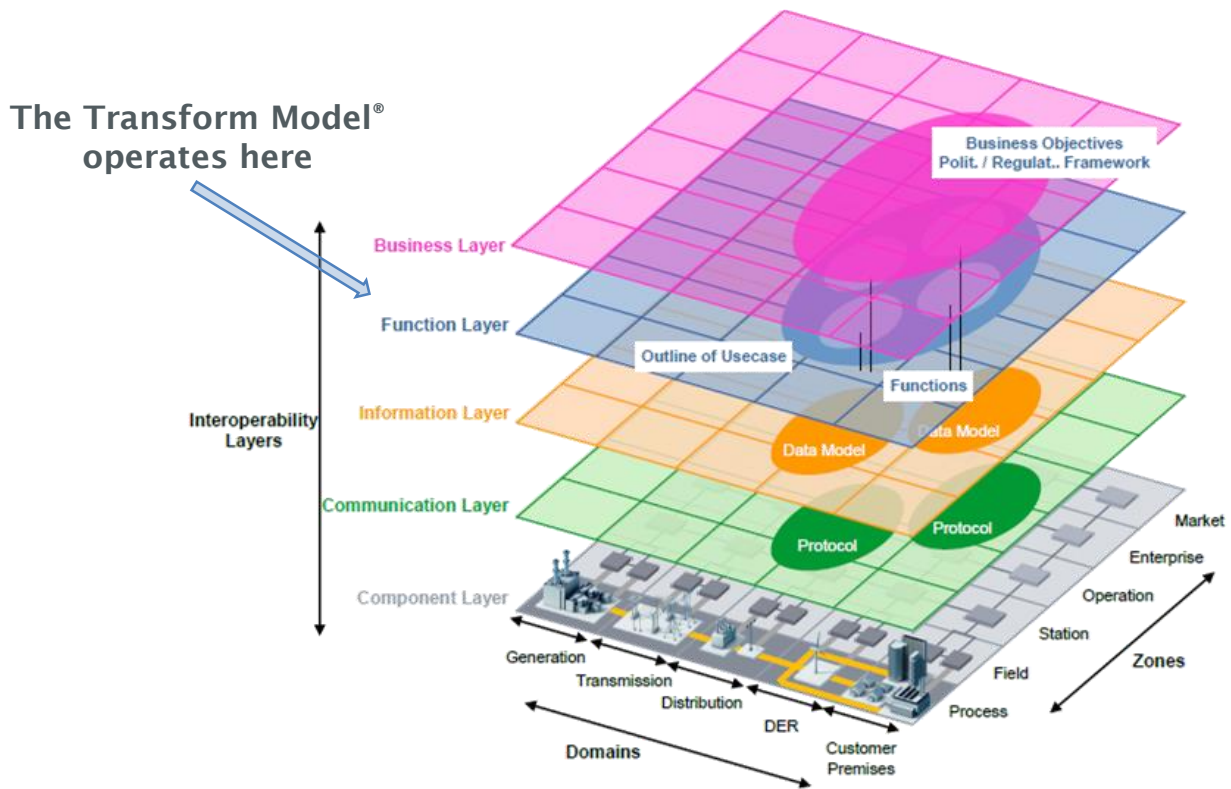 The Transform Model®
operates here
Business Objectives
Polit. / Regulat.. Framework
Business Layer
Function Layer
Outline of Usecase
Functions
Interoperability
Layers
Information Layer
Data Model
Data Model
Communication Layer
Protocol
Protocol
Component Layer
Market
Enterprise
Operation
Station
Field
Process
Zones
Generation
Transmission
Distribution
DER
Customer
Premises
Domains